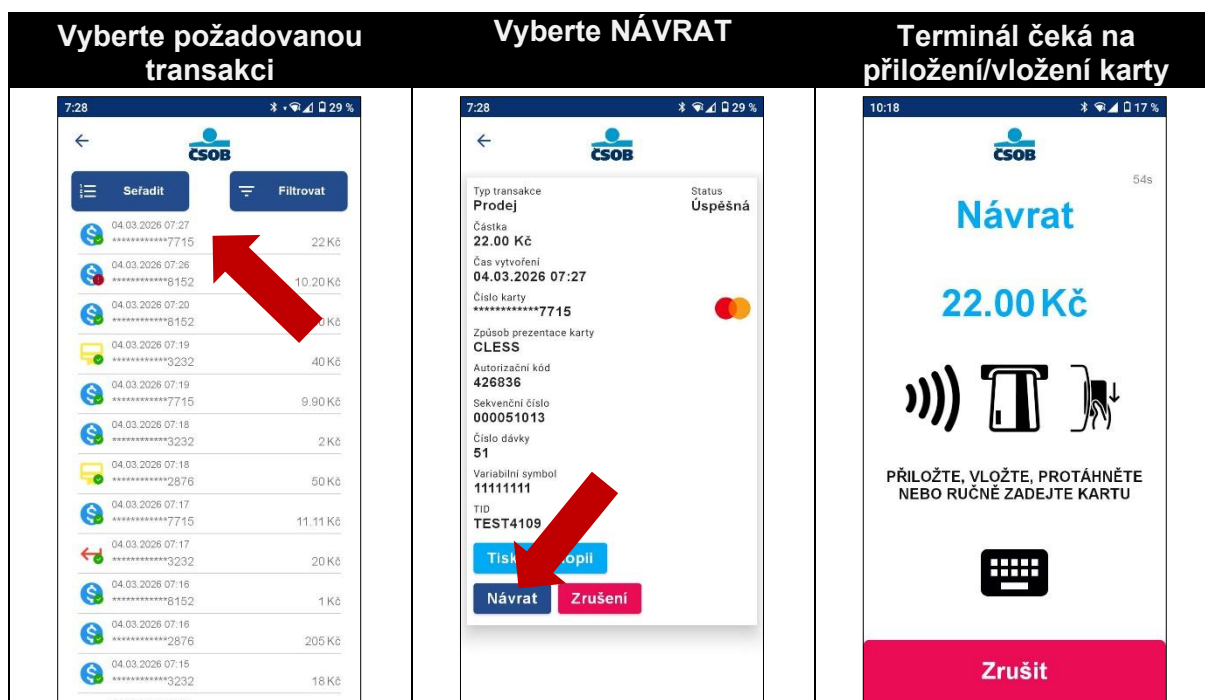 Vyberte požadovanou
transakci
7:28
29 %
ČSOB
Seřadit
Filtrovat
04.03.2026 07:27
************7715
22 Kč
04.03.2026 07:26
************8152
10.20 Kč
04.03.2026 07:20
************8152
0 Kč
04.03.2026 07:19
************3232
40 Kč
04.03.2026 07:19
************7715
9.90 Kč
04.03.2026 07:18
************3232
2 Kč
04.03.2026 07:18
************2876
50 Kč
04.03.2026 07:17
************7715
11.11 Kč
04.03.2026 07:17
************3232
20 Kč
04.03.2026 07:16
************8152
1 Kč
04.03.2026 07:16
************2876
205 Kč
04.03.2026 07:15
************3232
18 Kč
Vyberte NÁVRAT
7:28
29 %
ČSOB
Typ transakce
Status
Prodej
Úspěšná
Částka
22.00 Kč
Čas vytvoření
04.03.2026 07:27
Číslo karty
************7715
Způsob prezentace karty
CLESS
Autorizační kód
426836
Sekvenční číslo
000051013
Číslo dávky
51
Variabilní symbol
11111111
TID
TEST4109
Návrat
Zrušení
Terminál čeká na
přiložení/vložení karty
10:18
17 %
ČSOB
54s
Návrat
22.00 Kč
PŘILOŽTE, VLOŽTE, PROTÁHNĚTE
NEBO RUČNĚ ZADEJTE KARTU
Zrušit